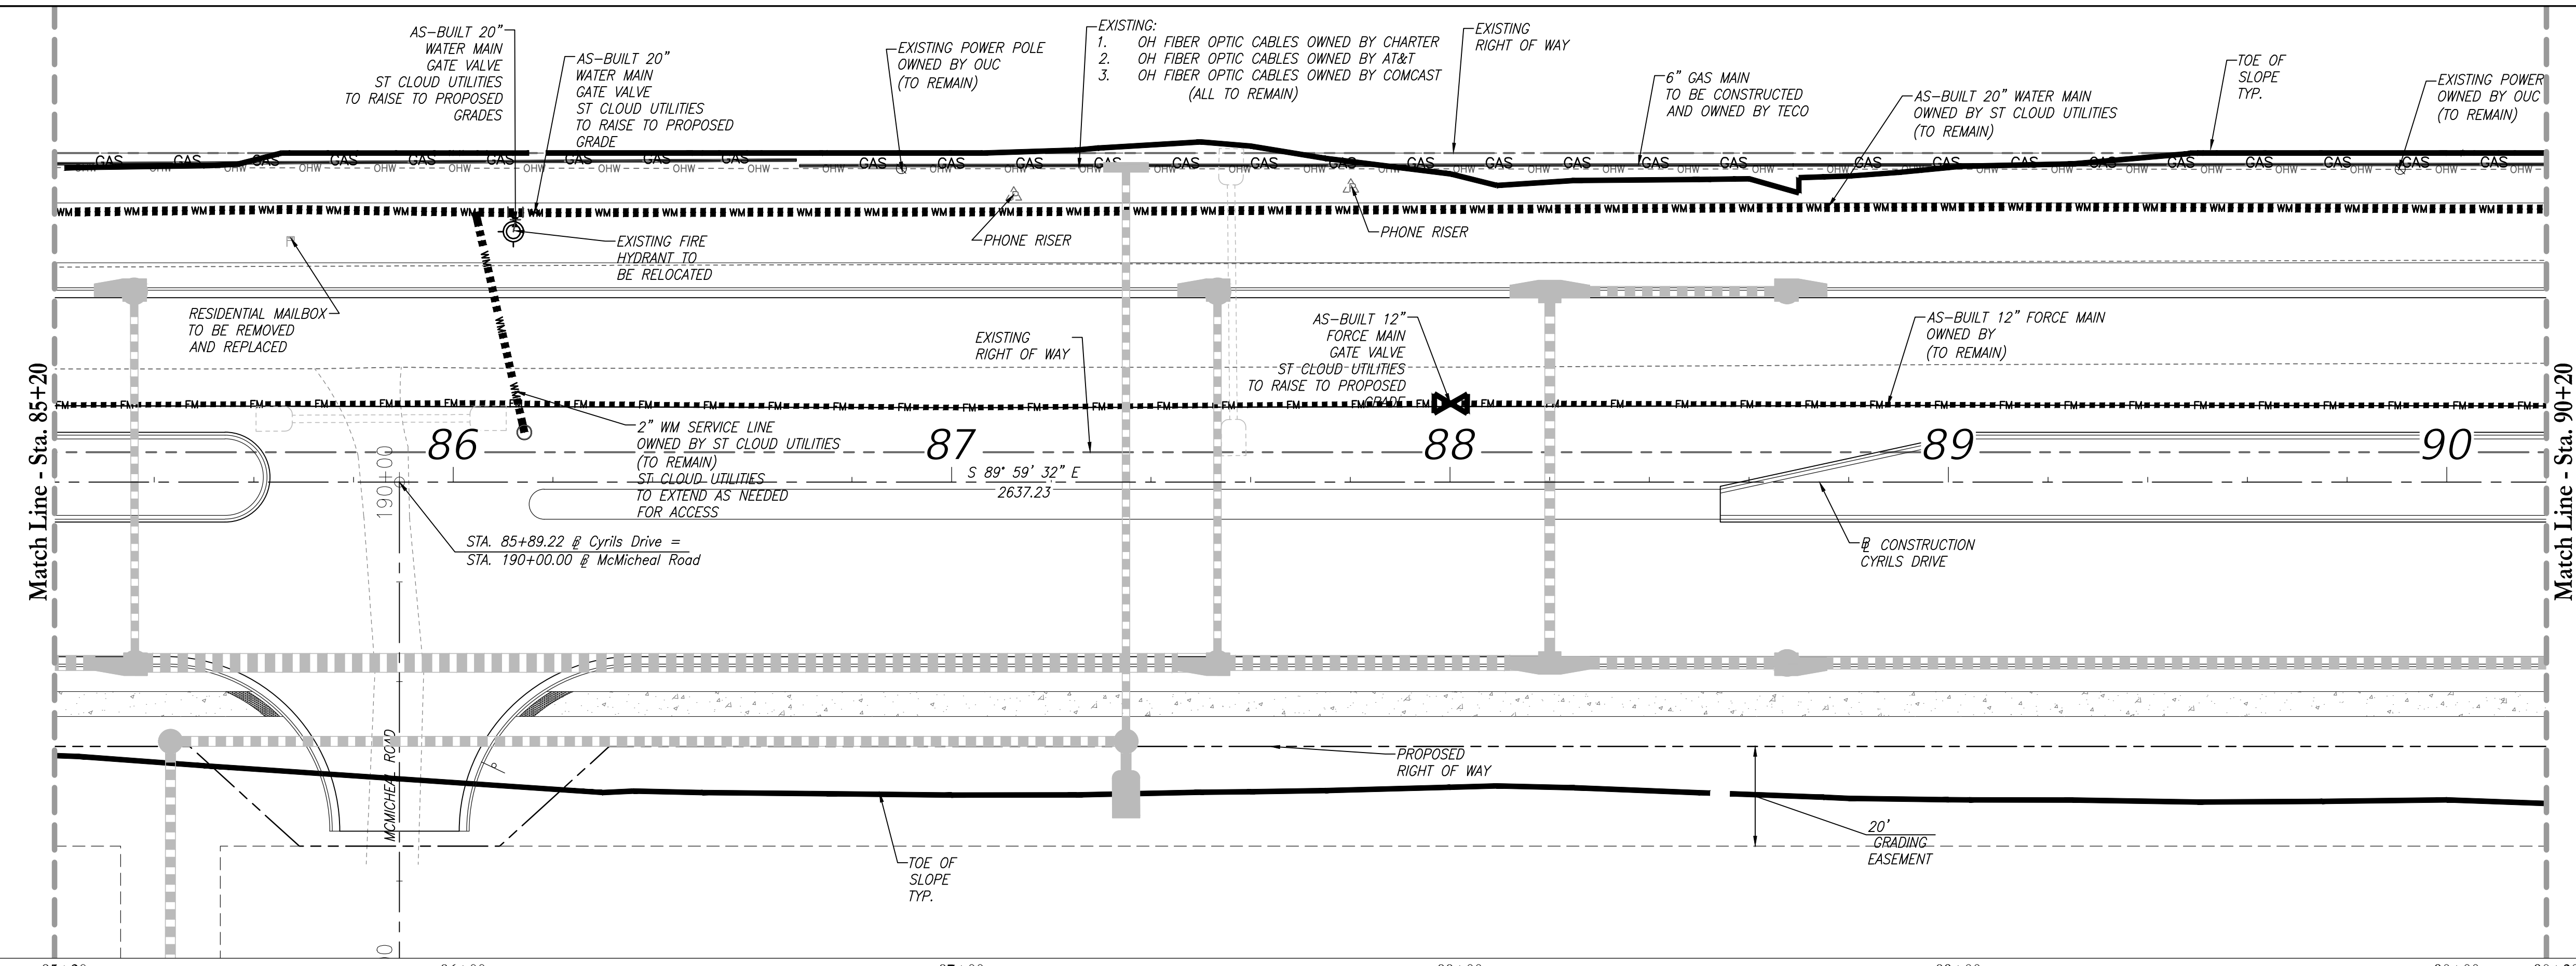 AS-BUILT 20"
WATER MAIN
GATE VALVE
ST CLOUD UTILITIES
TO RAISE TO PROPOSED
GRADES
AS-BUILT 20"
WATER MAIN
GATE VALVE
ST CLOUD UTILITIES
TO RAISE TO PROPOSED
GRADE
EXISTING POWER POLE
OWNED BY OUC
(TO REMAIN)
EXISTING:
1. OH FIBER OPTIC CABLES OWNED BY CHARTER
2. OH FIBER OPTIC CABLES OWNED BY AT&T
3. OH FIBER OPTIC CABLES OWNED BY COMCAST
(ALL TO REMAIN)
EXISTING
RIGHT OF WAY
6" GAS MAIN
TO BE CONSTRUCTED
AND OWNED BY TECO
AS-BUILT 20" WATER MAIN
OWNED BY ST CLOUD UTILITIES
(TO REMAIN)
TOE OF
SLOPE
TYP.
EXISTING POWER
OWNED BY OUC
(TO REMAIN)
EXISTING FIRE
HYDRANT TO
BE RELOCATED
PHONE RISER
PHONE RISER
RESIDENTIAL MAILBOX
TO BE REMOVED
AND REPLACED
EXISTING
RIGHT OF WAY
AS-BUILT 12"
FORCE MAIN
GATE VALVE
ST CLOUD UTILITIES
TO RAISE TO PROPOSED
GRADE
AS-BUILT 12" FORCE MAIN
OWNED BY
(TO REMAIN)
Match Line - Sta. 85+20
86
87
88
89
90
Match Line - Sta. 90+20
2" WM SERVICE LINE
OWNED BY ST CLOUD UTILITIES
(TO REMAIN)
ST CLOUD UTILITIES
TO EXTEND AS NEEDED
FOR ACCESS
190+00
S 89° 59' 32" E
2637.23
STA. 85+89.22 ⅊ Cyrils Drive =
STA. 190+00.00 ⅊ McMicheal Road
⅊ CONSTRUCTION
CYRILS DRIVE
MCMICHEAL ROAD
PROPOSED
RIGHT OF WAY
20'
GRADING
EASEMENT
TOE OF
SLOPE
TYP.